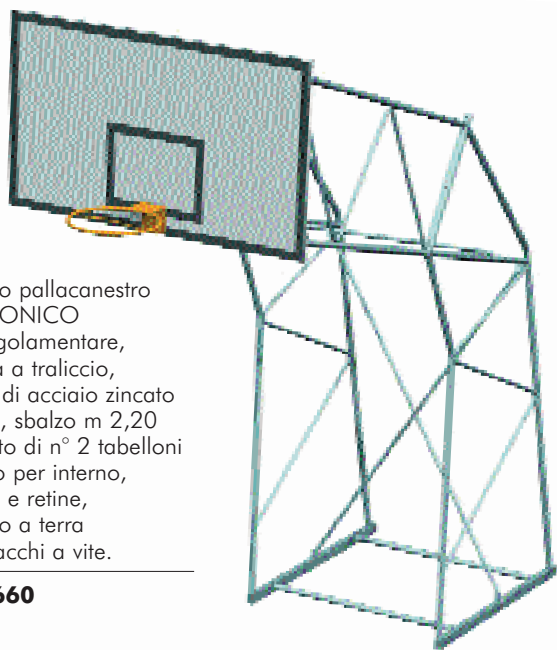 o pallacanestro
ONICO
golamentare,
a traliccio,
di acciaio zincato
, sbalzo m 2,20
to di n° 2 tabelloni
o per interno,
e retine,
o a terra
acchi a vite.
660